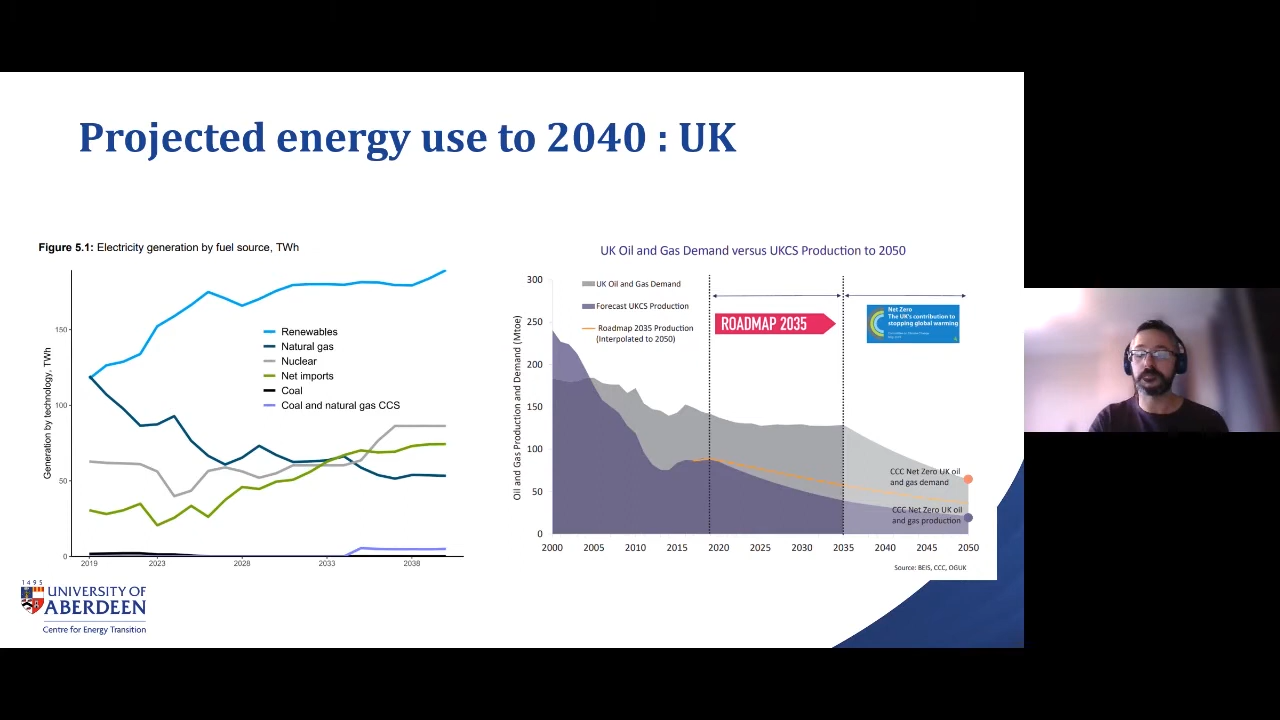 Projected energy use to 2040 : UK
Figure 5.1: Electricity generation by fuel source, TWh
Generation by technology, TWh
150
100
50
0
2019
2023
2028
2033
2038
Renewables
Natural gas
Nuclear
Net imports
Coal
Coal and natural gas CCS
UK Oil and Gas Demand versus UKCS Production to 2050
Oil and Gas Production and Demand (Mtoe)
300
250
200
150
100
50
0
2000
2005
2010
2015
2020
2025
2030
2035
2040
2045
2050
UK Oil and Gas Demand
Forecast UKCS Production
Roadmap 2035 Production
(Interpolated to 2050)
ROADMAP 2035
Net Zero
The UK's contribution to
stopping global warming
CCC Net Zero UK oil
and gas demand
CCC Net Zero UK oil
and gas production
Source: BEIS, CCC, OGUK
1495
UNIVERSITY OF
ABERDEEN
Centre for Energy Transition